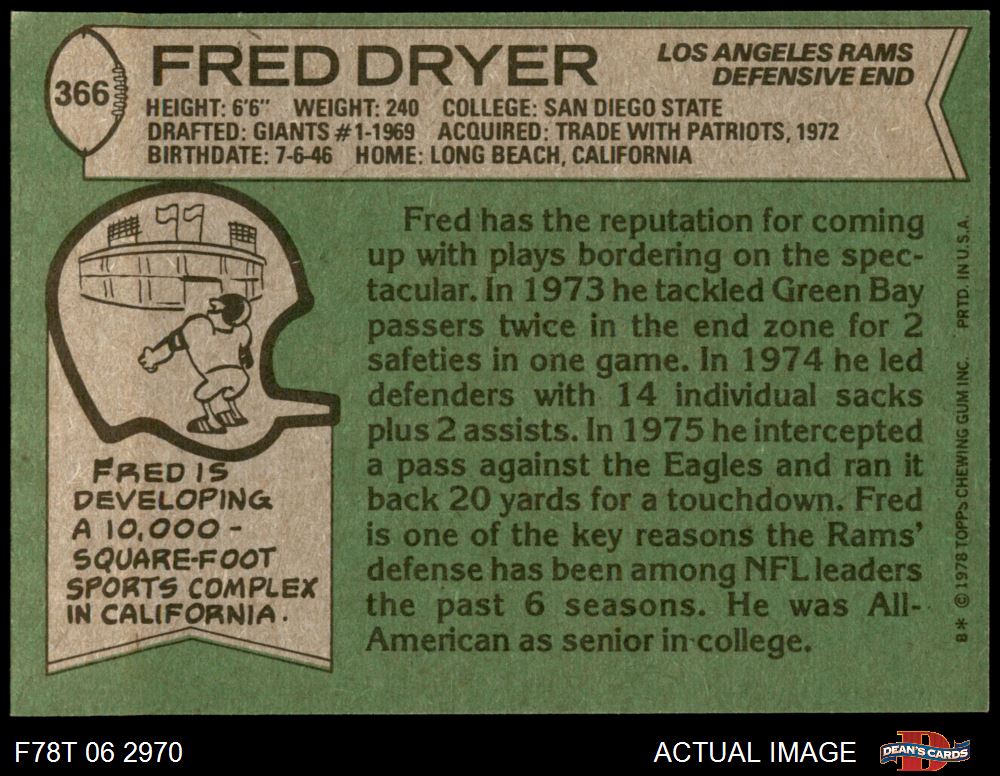 366
FRED DRYER
LOS ANGELES RAMS
DEFENSIVE END
HEIGHT: 6'6" WEIGHT: 240 COLLEGE: SAN DIEGO STATE
DRAFTED: GIANTS #1-1969 ACQUIRED: TRADE WITH PATRIOTS, 1972
BIRTHDATE: 7-6-46 HOME: LONG BEACH, CALIFORNIA
FRED IS
DEVELOPING
A 10,000-
SQUARE-FOOT
SPORTS COMPLEX
IN CALIFORNIA.
Fred has the reputation for coming
up with plays bordering on the spec-
tacular. In 1973 he tackled Green Bay
passers twice in the end zone for 2
safeties in one game. In 1974 he led
defenders with 14 individual sacks
plus 2 assists. In 1975 he intercepted
a pass against the Eagles and ran it
back 20 yards for a touchdown. Fred
is one of the key reasons the Rams'
defense has been among NFL leaders
the past 6 seasons. He was All-
American as senior in college.
8* © 1978 TOPPS CHEWING GUM INC. PRTD. IN U.S.A.
F78T 06 2970
ACTUAL IMAGE
D
DEAN'S CARDS